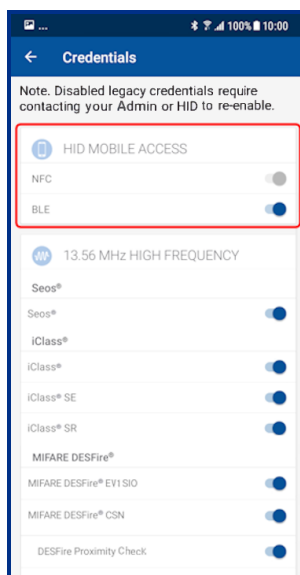 ... 100% 10:00
Credentials
Note. Disabled legacy credentials require
contacting your Admin or HID to re-enable.
HID MOBILE ACCESS
NFC
BLE
13.56 MHz HIGH FREQUENCY
Seos®
Seos®
iClass®
iClass®
iClass® SE
iClass® SR
MIFARE DESFire®
MIFARE DESFire® EV1 SIO
MIFARE DESFire® CSN
DESFire Proximity Check